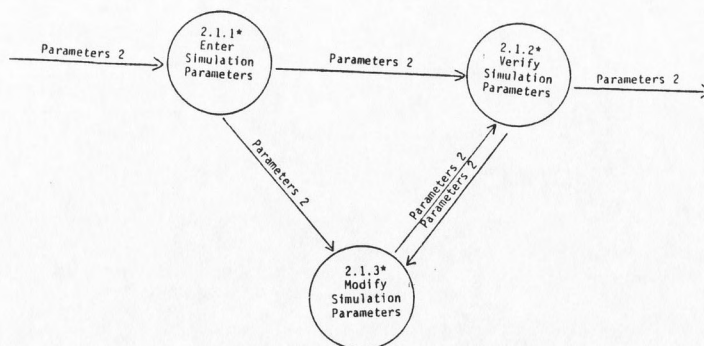 Parameters 2
2.1.1*
Enter
Simulation
Parameters
Parameters 2
2.1.2*
Verify
Simulation
Parameters
Parameters 2
Parameters 2
Parameters 2
Parameters 2
2.1.3*
Modify
Simulation
Parameters